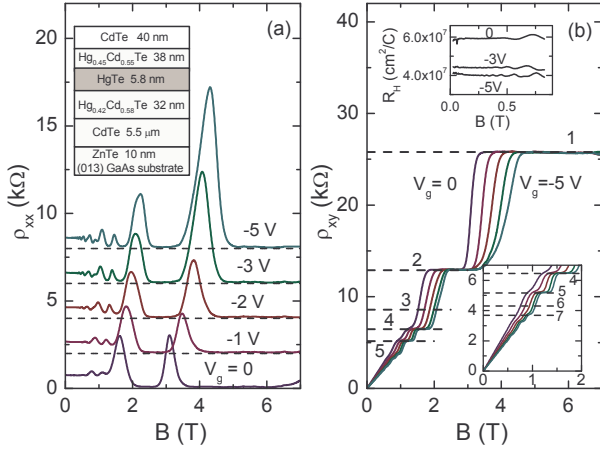 (a)
CdTe 40 nm
Hg0.45Cd0.55Te 38 nm
HgTe 5.8 nm
Hg0.42Cd0.58Te 32 nm
CdTe 5.5 μm
ZnTe 10 nm
(013) GaAs substrate
20
15
10
5
0
ρxx (kΩ)
-5 V
-3 V
-2 V
-1 V
Vg = 0
0 2 4 6
B (T)
(b)
6.0x10⁷
4.0x10⁷
RH (cm²/C)
0
-3V
-5V
0.0 0.5
B (T)
40
30
20
10
0
ρxy (kΩ)
1
Vg= 0
Vg=-5 V
2
3
4
5
6
4
2
0
5
6
7
0 1 2
0 2 4 6
B (T)